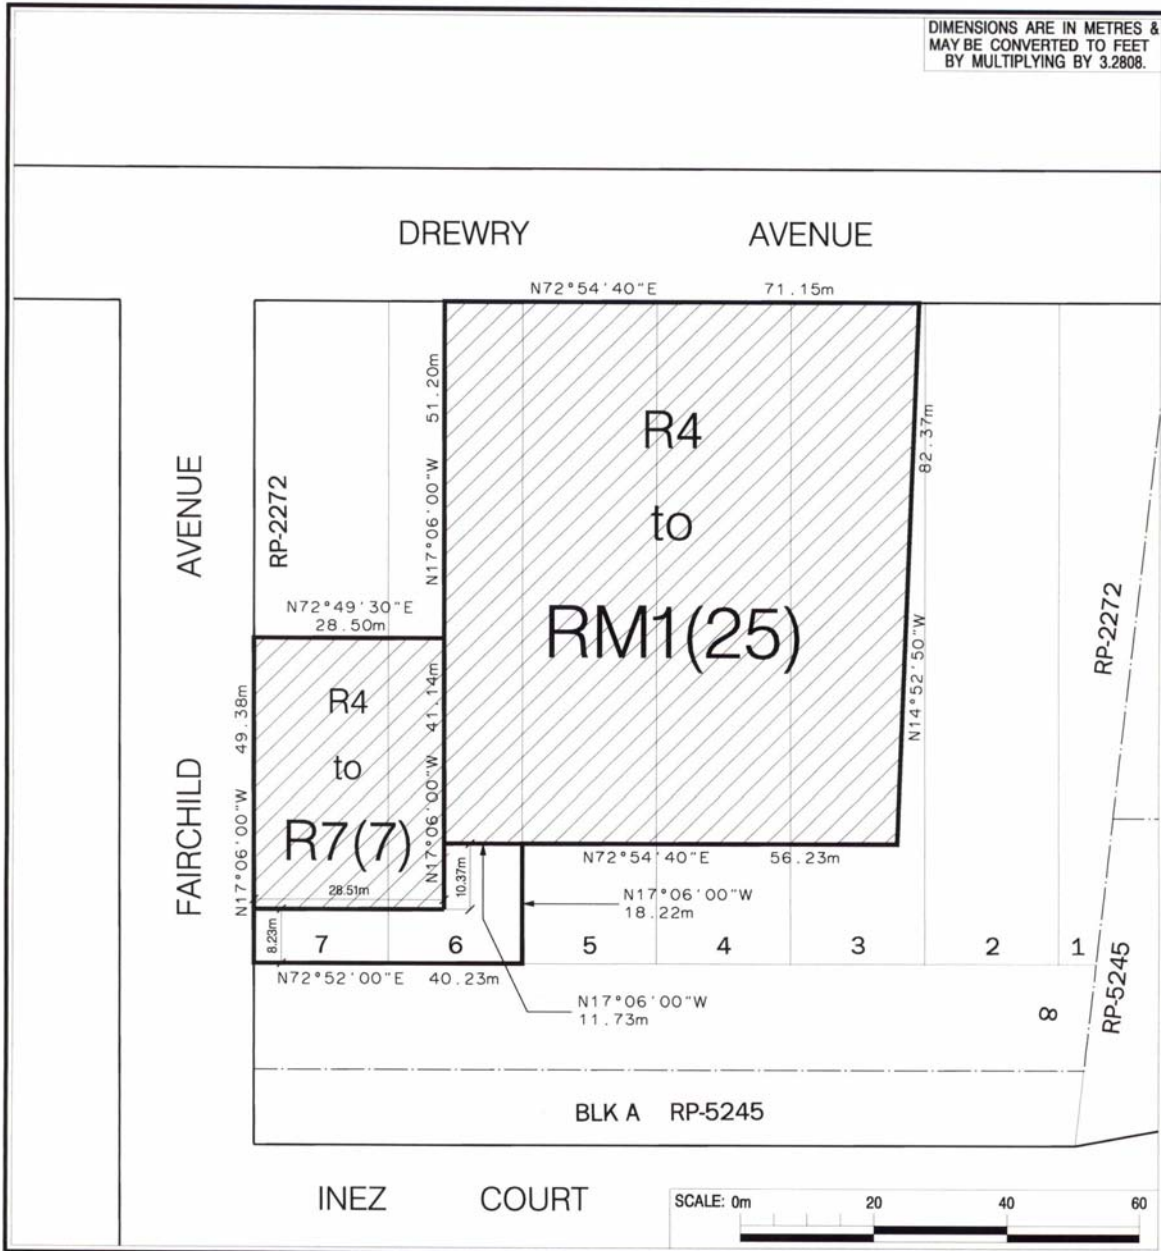 DIMENSIONS ARE IN METRES &
MAY BE CONVERTED TO FEET
BY MULTIPLYING BY 3.2808.
DREWRY AVENUE
N72°54'40"E 71.15m
51.20m
N17°06'00"W
R4
to
RM1(25)
82.37m
N14°52'50"W
AVENUE
FAIRCHILD
RP-2272
RP-2272
N72°49'30"E
28.50m
49.38m
N17°06'00"W
R4
to
R7(7)
41.14m
N17°06'00"W
28.51m
10.37m
8.23m
N72°54'40"E 56.23m
N17°06'00"W
18.22m
7 6 5 4 3 2 1
N72°52'00"E 40.23m
N17°06'00"W
11.73m
8
RP-5245
BLK A RP-5245
INEZ COURT
SCALE: 0m 20 40 60